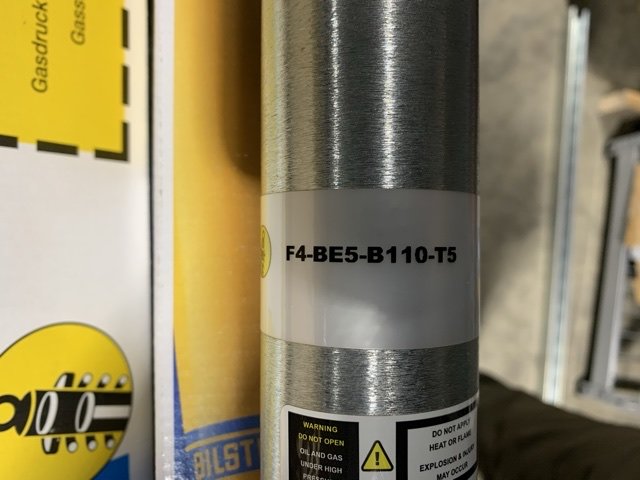 Gasdruck
Gass
F4-BE5-B110-T5
WARNING
DO NOT OPEN
OIL AND GAS
UNDER HIGH
DO NOT APPLY
HEAT OR FLAME
EXPLOSION & INJURY
MAY OCCUR
BILST